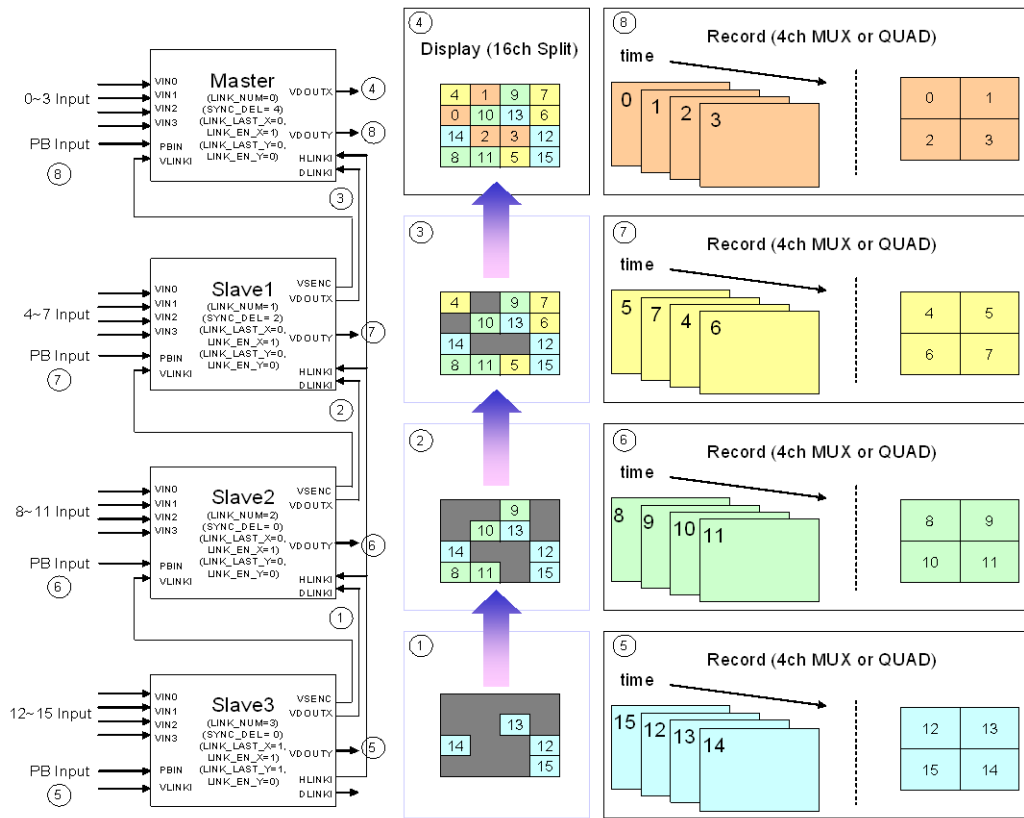 Master
(LINK_NUM=0)
(SYNC_DEL= 4)
(LINK_LAST_X=0,
LINK_EN_X=1)
(LINK_LAST_Y=0,
LINK_EN_Y=0)
VIN0
VIN1
VIN2
VIN3
PBIN
VLINKI
VDOUTX
VDOUTY
HLINKI
DLINKI
0~3 Input
PB Input
8
4
8
3
Slave1
(LINK_NUM=1)
(SYNC_DEL= 2)
(LINK_LAST_X=0,
LINK_EN_X=1)
(LINK_LAST_Y=0,
LINK_EN_Y=0)
VIN0
VIN1
VIN2
VIN3
PBIN
VLINKI
VSENC
VDOUTX
VDOUTY
HLINKI
DLINKI
4~7 Input
PB Input
7
7
2
Slave2
(LINK_NUM=2)
(SYNC_DEL= 0)
(LINK_LAST_X=0,
LINK_EN_X=1)
(LINK_LAST_Y=0,
LINK_EN_Y=0)
VIN0
VIN1
VIN2
VIN3
PBIN
VLINKI
VSENC
VDOUTX
VDOUTY
HLINKI
DLINKI
8~11 Input
PB Input
6
6
1
Slave3
(LINK_NUM=3)
(SYNC_DEL= 0)
(LINK_LAST_X=1,
LINK_EN_X=1)
(LINK_LAST_Y=1,
LINK_EN_Y=0)
VIN0
VIN1
VIN2
VIN3
PBIN
VLINKI
VSENC
VDOUTX
VDOUTY
HLINKI
DLINKI
12~15 Input
PB Input
5
5
4
Display (16ch Split)
4 1 9 7
0 10 13 6
14 2 3 12
8 11 5 15
3
4 9 7
10 13 6
14 12
8 11 5 15
2
9
10 13
14 12
8 11 15
1
13
14 12
15
8
Record (4ch MUX or QUAD)
time
0 1 2 3
0 1
2 3
7
Record (4ch MUX or QUAD)
time
5 7 4 6
4 5
6 7
6
Record (4ch MUX or QUAD)
time
8 9 10 11
8 9
10 11
5
Record (4ch MUX or QUAD)
time
15 12 13 14
12 13
15 14